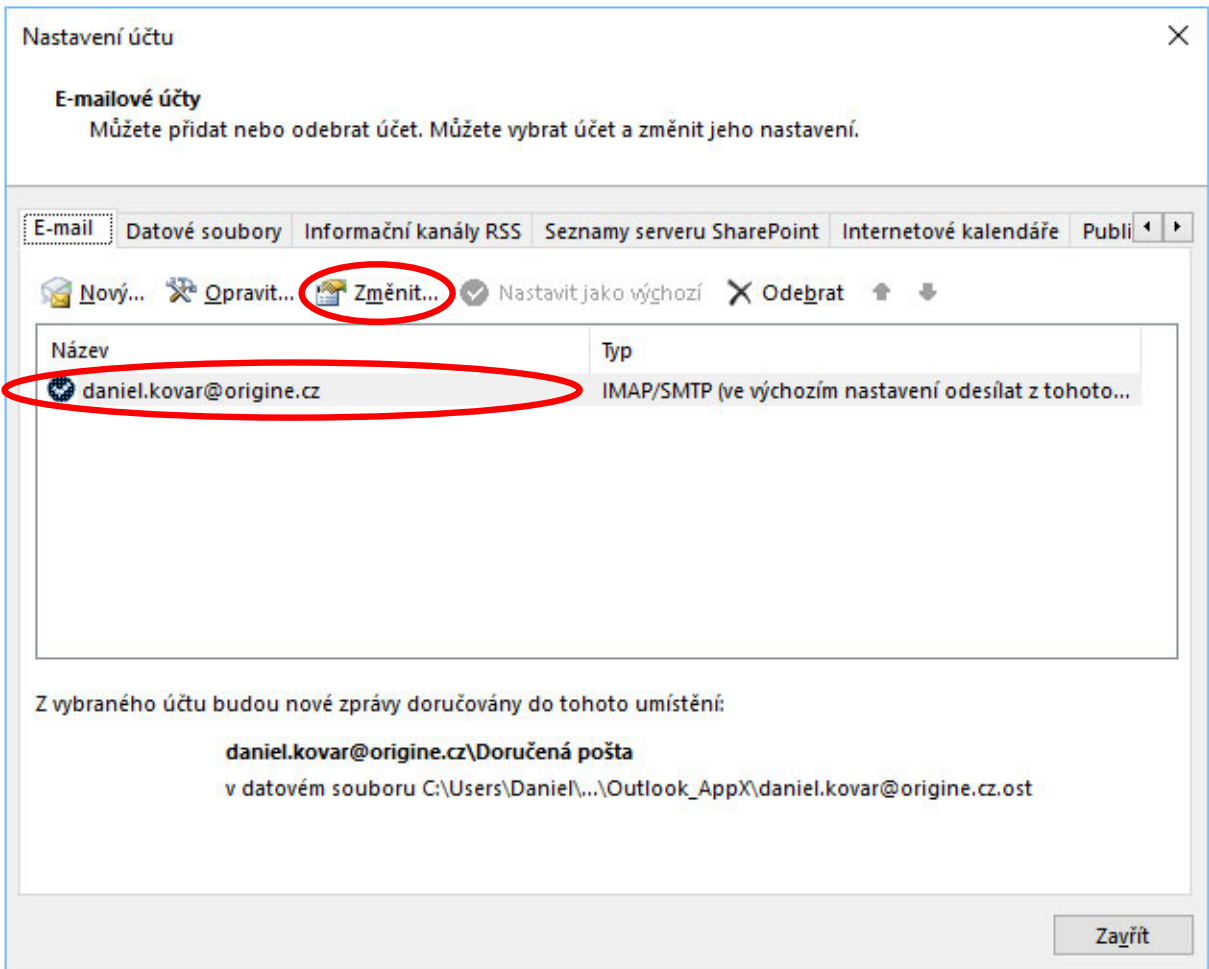 Nastavení účtu
E-mailové účty
Můžete přidat nebo odebrat účet. Můžete vybrat účet a změnit jeho nastavení.
E-mail Datové soubory Informační kanály RSS Seznamy serveru SharePoint Internetové kalendáře Publi
Nový... Opravit... Změnit... Nastavit jako výchozí Odebrat
Název Typ
daniel.kovar@origine.cz IMAP/SMTP (ve výchozím nastavení odesílat z tohoto...
Z vybraného účtu budou nové zprávy doručovány do tohoto umístění:
daniel.kovar@origine.cz\Doručená pošta
v datovém souboru C:\Users\Daniel\...\Outlook_AppX\daniel.kovar@origine.cz.ost
Zavřít